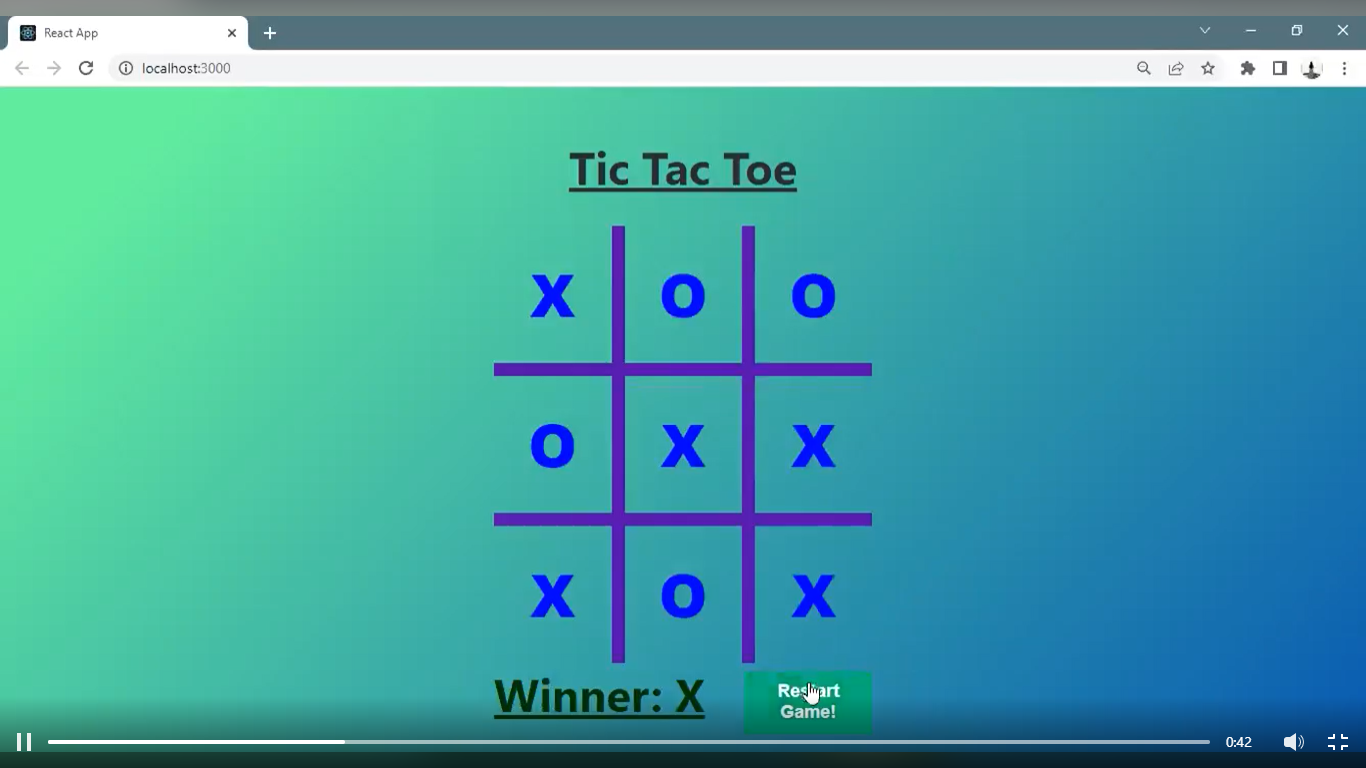 React App
localhost:3000
Tic Tac Toe
X O O
O X X
X O X
Winner: X
Restart
Game!
0:42